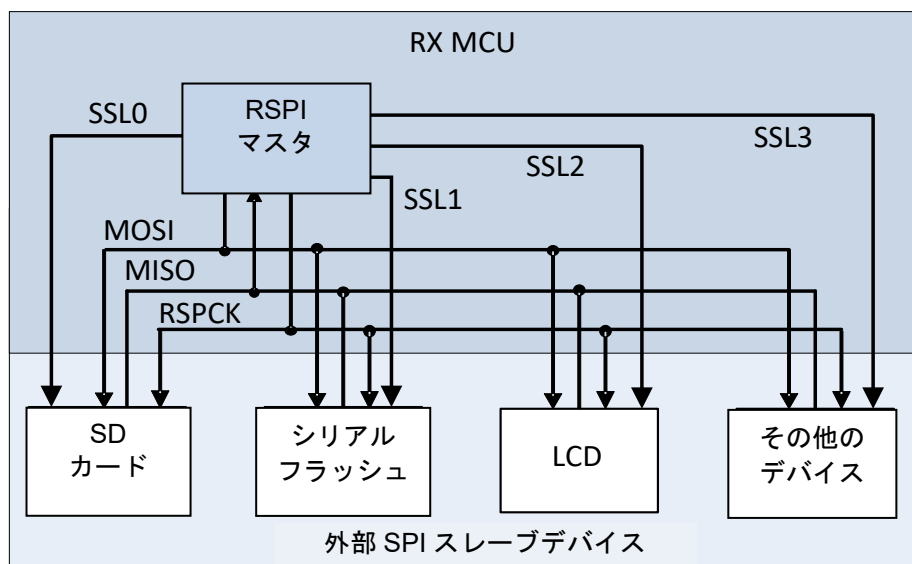 RX MCU
RSPI
マスタ
SSL0
SSL3
SSL2
SSL1
MOSI
MISO
RSPCK
SD
カード
シリアル
フラッシュ
LCD
その他の
デバイス
外部 SPI スレーブデバイス